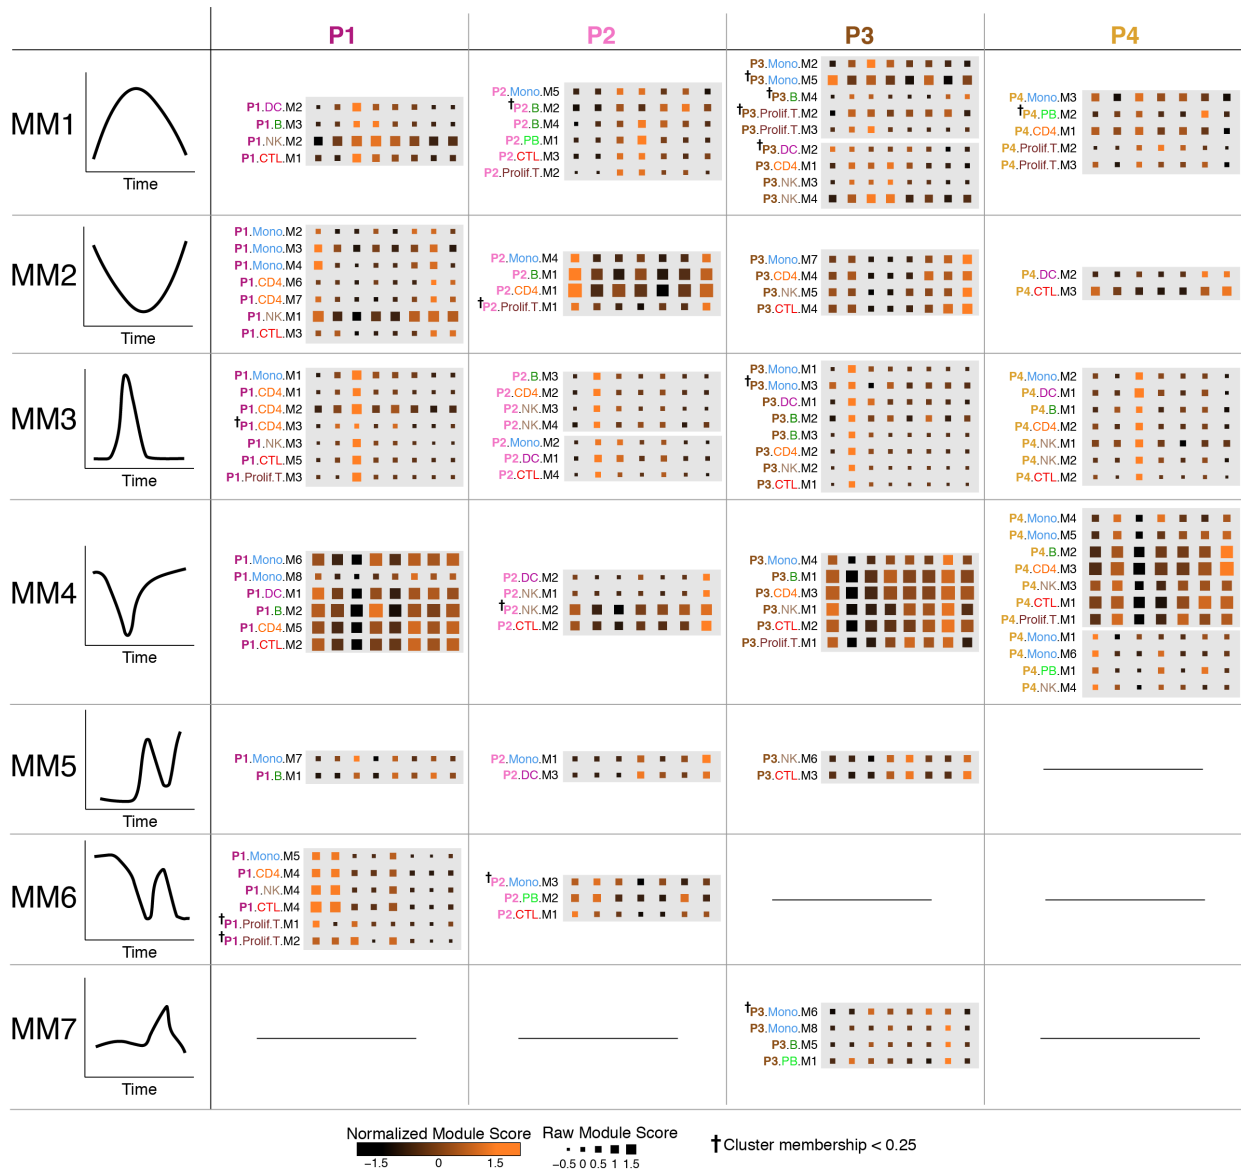 P1 P2 P3 P4
MM1
Time
P1.DC.M2
P1.B.M3
P1.NK.M2
P1.CTL.M1
P2.Mono.M5
†P2.B.M2
P2.B.M4
P2.PB.M1
P2.CTL.M3
P2.Prolif.T.M2
P3.Mono.M2
†P3.Mono.M5
†P3.B.M4
†P3.Prolif.T.M2
P3.Prolif.T.M3
†P3.DC.M2
P3.CD4.M1
P3.NK.M3
P3.NK.M4
P4.Mono.M3
†P4.PB.M2
P4.CD4.M1
P4.Prolif.T.M2
P4.Prolif.T.M3
MM2
Time
P1.Mono.M2
P1.Mono.M3
P1.Mono.M4
P1.CD4.M6
P1.CD4.M7
P1.NK.M1
P1.CTL.M3
P2.Mono.M4
P2.B.M1
P2.CD4.M1
†P2.Prolif.T.M1
P3.Mono.M7
P3.CD4.M4
P3.NK.M5
P3.CTL.M4
P4.DC.M2
P4.CTL.M3
MM3
Time
P1.Mono.M1
P1.CD4.M1
P1.CD4.M2
†P1.CD4.M3
P1.NK.M3
P1.CTL.M5
P1.Prolif.T.M3
P2.B.M3
P2.CD4.M2
P2.NK.M3
P2.NK.M4
P2.Mono.M2
P2.DC.M1
P2.CTL.M4
P3.Mono.M1
†P3.Mono.M3
P3.DC.M1
P3.B.M2
P3.B.M3
P3.CD4.M2
P3.NK.M2
P3.CTL.M1
P4.Mono.M2
P4.DC.M1
P4.B.M1
P4.CD4.M2
P4.NK.M1
P4.NK.M2
P4.CTL.M2
MM4
Time
P1.Mono.M6
P1.Mono.M8
P1.DC.M1
P1.B.M2
P1.CD4.M5
P1.CTL.M2
P2.DC.M2
P2.NK.M1
†P2.NK.M2
P2.CTL.M2
P3.Mono.M4
P3.B.M1
P3.CD4.M3
P3.NK.M1
P3.CTL.M2
P3.Prolif.T.M1
P4.Mono.M4
P4.Mono.M5
P4.B.M2
P4.CD4.M3
P4.NK.M3
P4.CTL.M1
P4.Prolif.T.M1
P4.Mono.M1
P4.Mono.M6
P4.PB.M1
P4.NK.M4
MM5
Time
P1.Mono.M7
P1.B.M1
P2.Mono.M1
P2.DC.M3
P3.NK.M6
P3.CTL.M3
MM6
Time
P1.Mono.M5
P1.CD4.M4
P1.NK.M4
P1.CTL.M4
†P1.Prolif.T.M1
†P1.Prolif.T.M2
†P2.Mono.M3
P2.PB.M2
P2.CTL.M1
MM7
Time
†P3.Mono.M6
P3.Mono.M8
P3.B.M5
P3.PB.M1
Normalized Module Score
−1.5 0 1.5
Raw Module Score
−0.5 0 0.5 1 1.5
†Cluster membership < 0.25